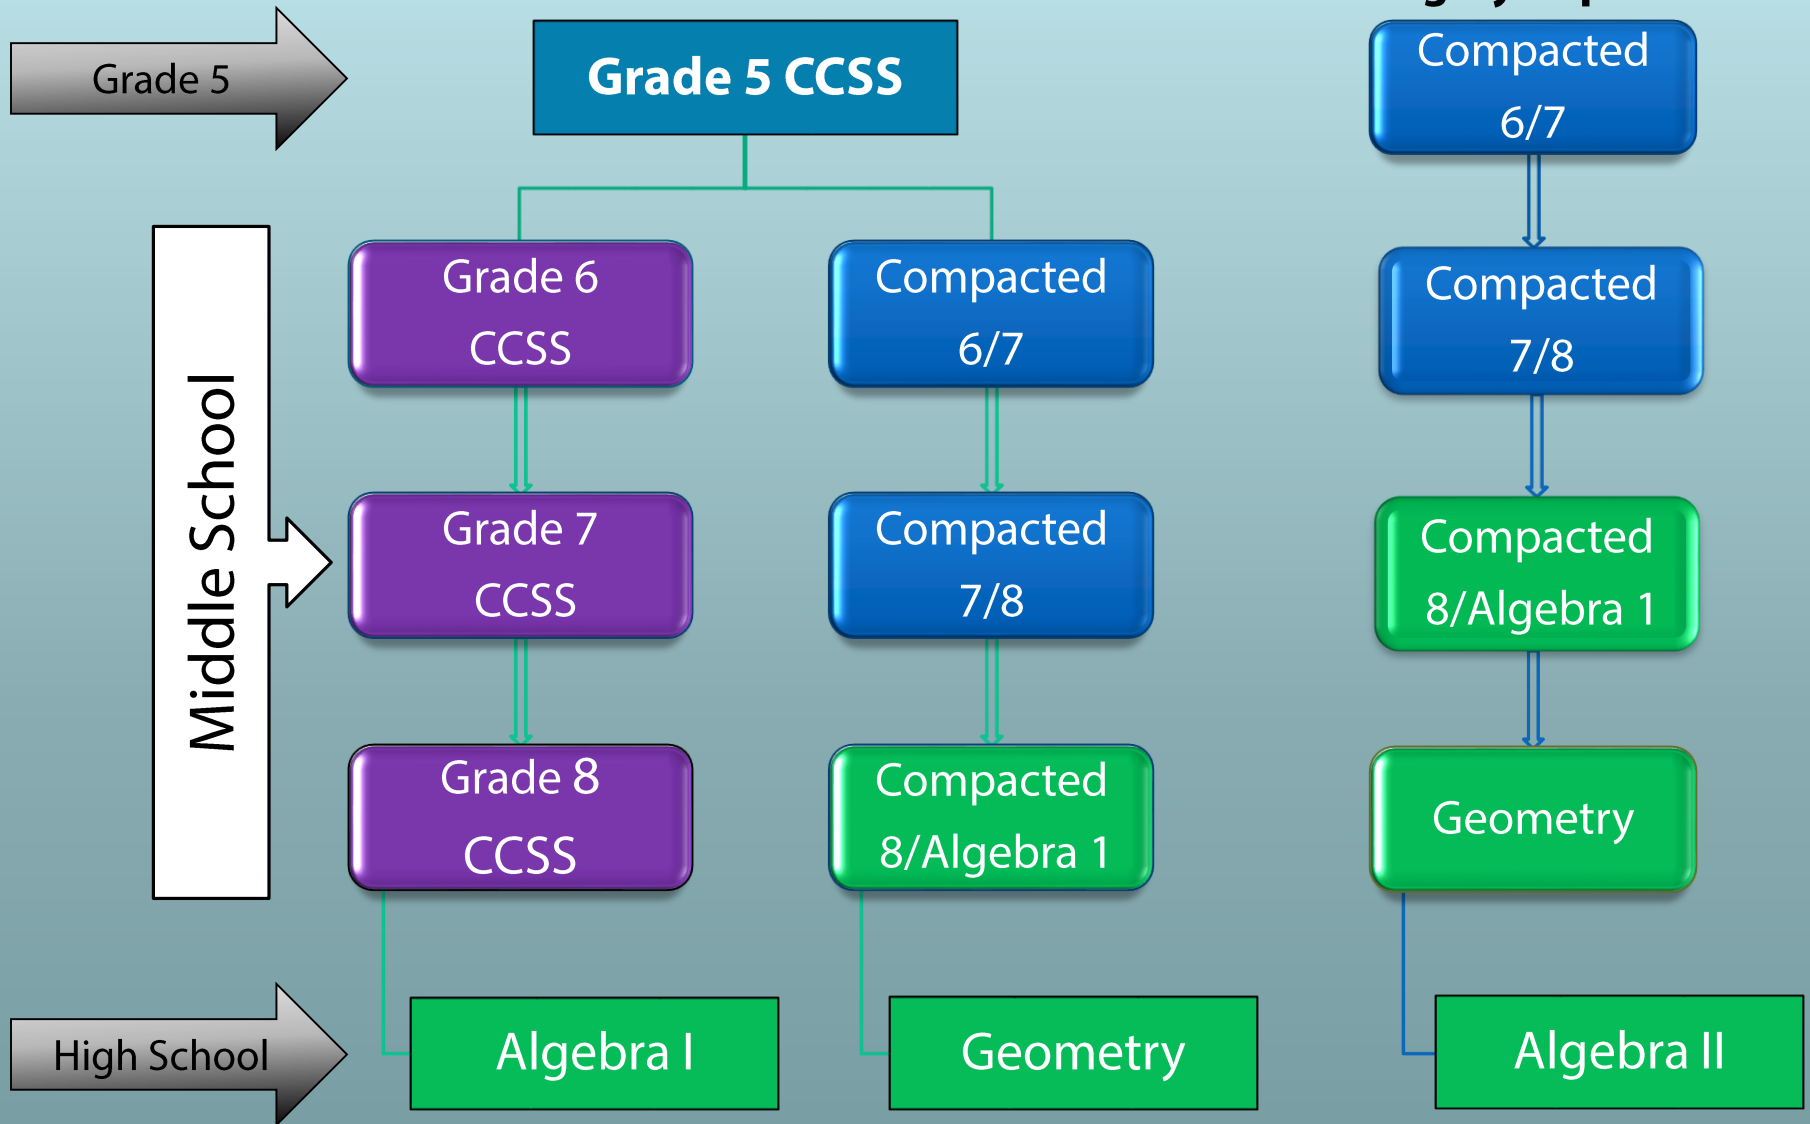 Grade 5
Grade 5 CCSS
Compacted
6/7
Middle School
Grade 6
CCSS
Compacted
6/7
Compacted
7/8
Grade 7
CCSS
Compacted
7/8
Compacted
8/Algebra 1
Grade 8
CCSS
Compacted
8/Algebra 1
Geometry
High School
Algebra I
Geometry
Algebra II